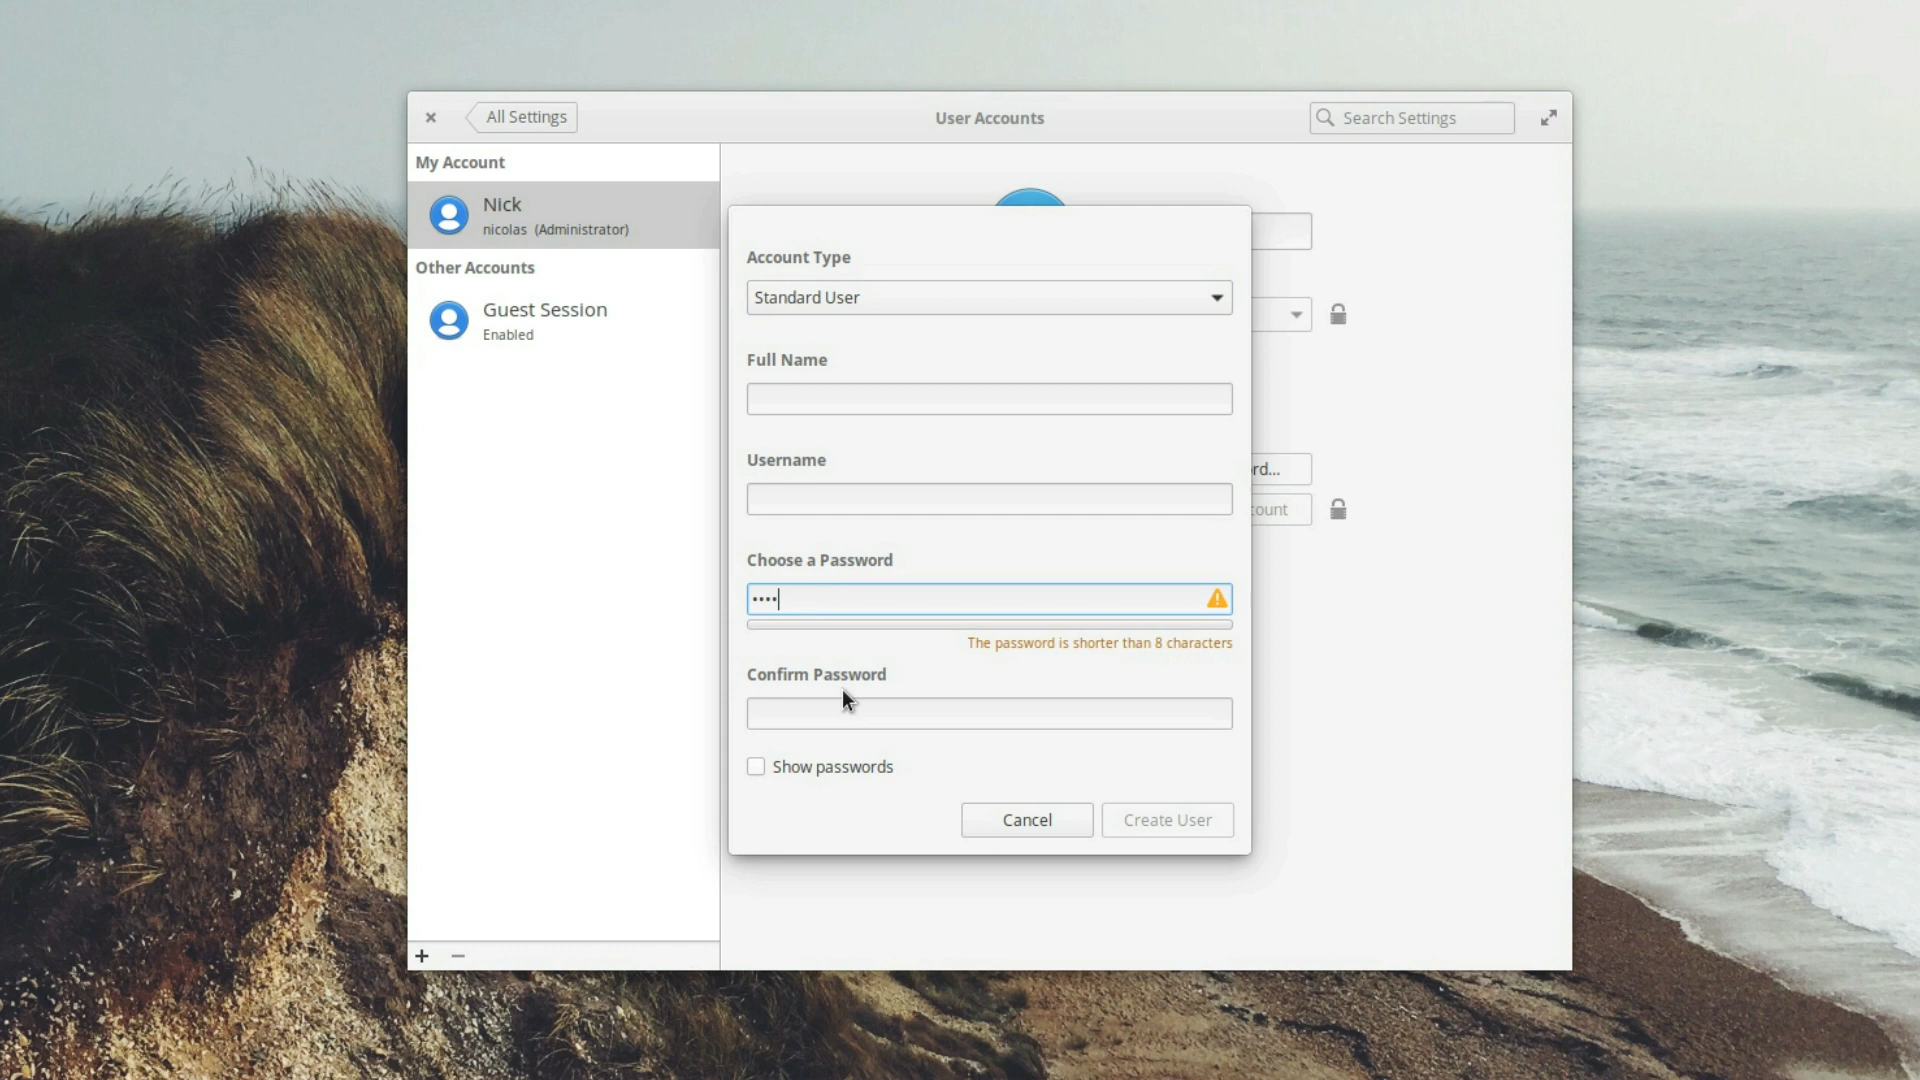 All Settings
User Accounts
Search Settings
My Account
Nick
nicolas (Administrator)
Other Accounts
Guest Session
Enabled
Account Type
Standard User
Full Name
Username
Choose a Password
••••
The password is shorter than 8 characters
Confirm Password
Show passwords
Cancel
Create User
rd...
count